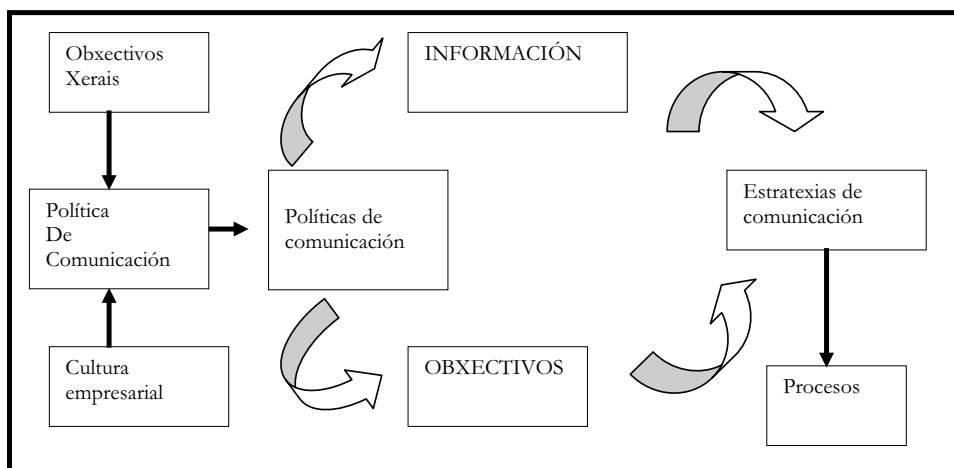 Obxectivos
Xerais
Política
De
Comunicación
Cultura
empresarial
Políticas de
comunicación
INFORMACIÓN
OBXECTIVOS
Estratexias de
comunicación
Procesos